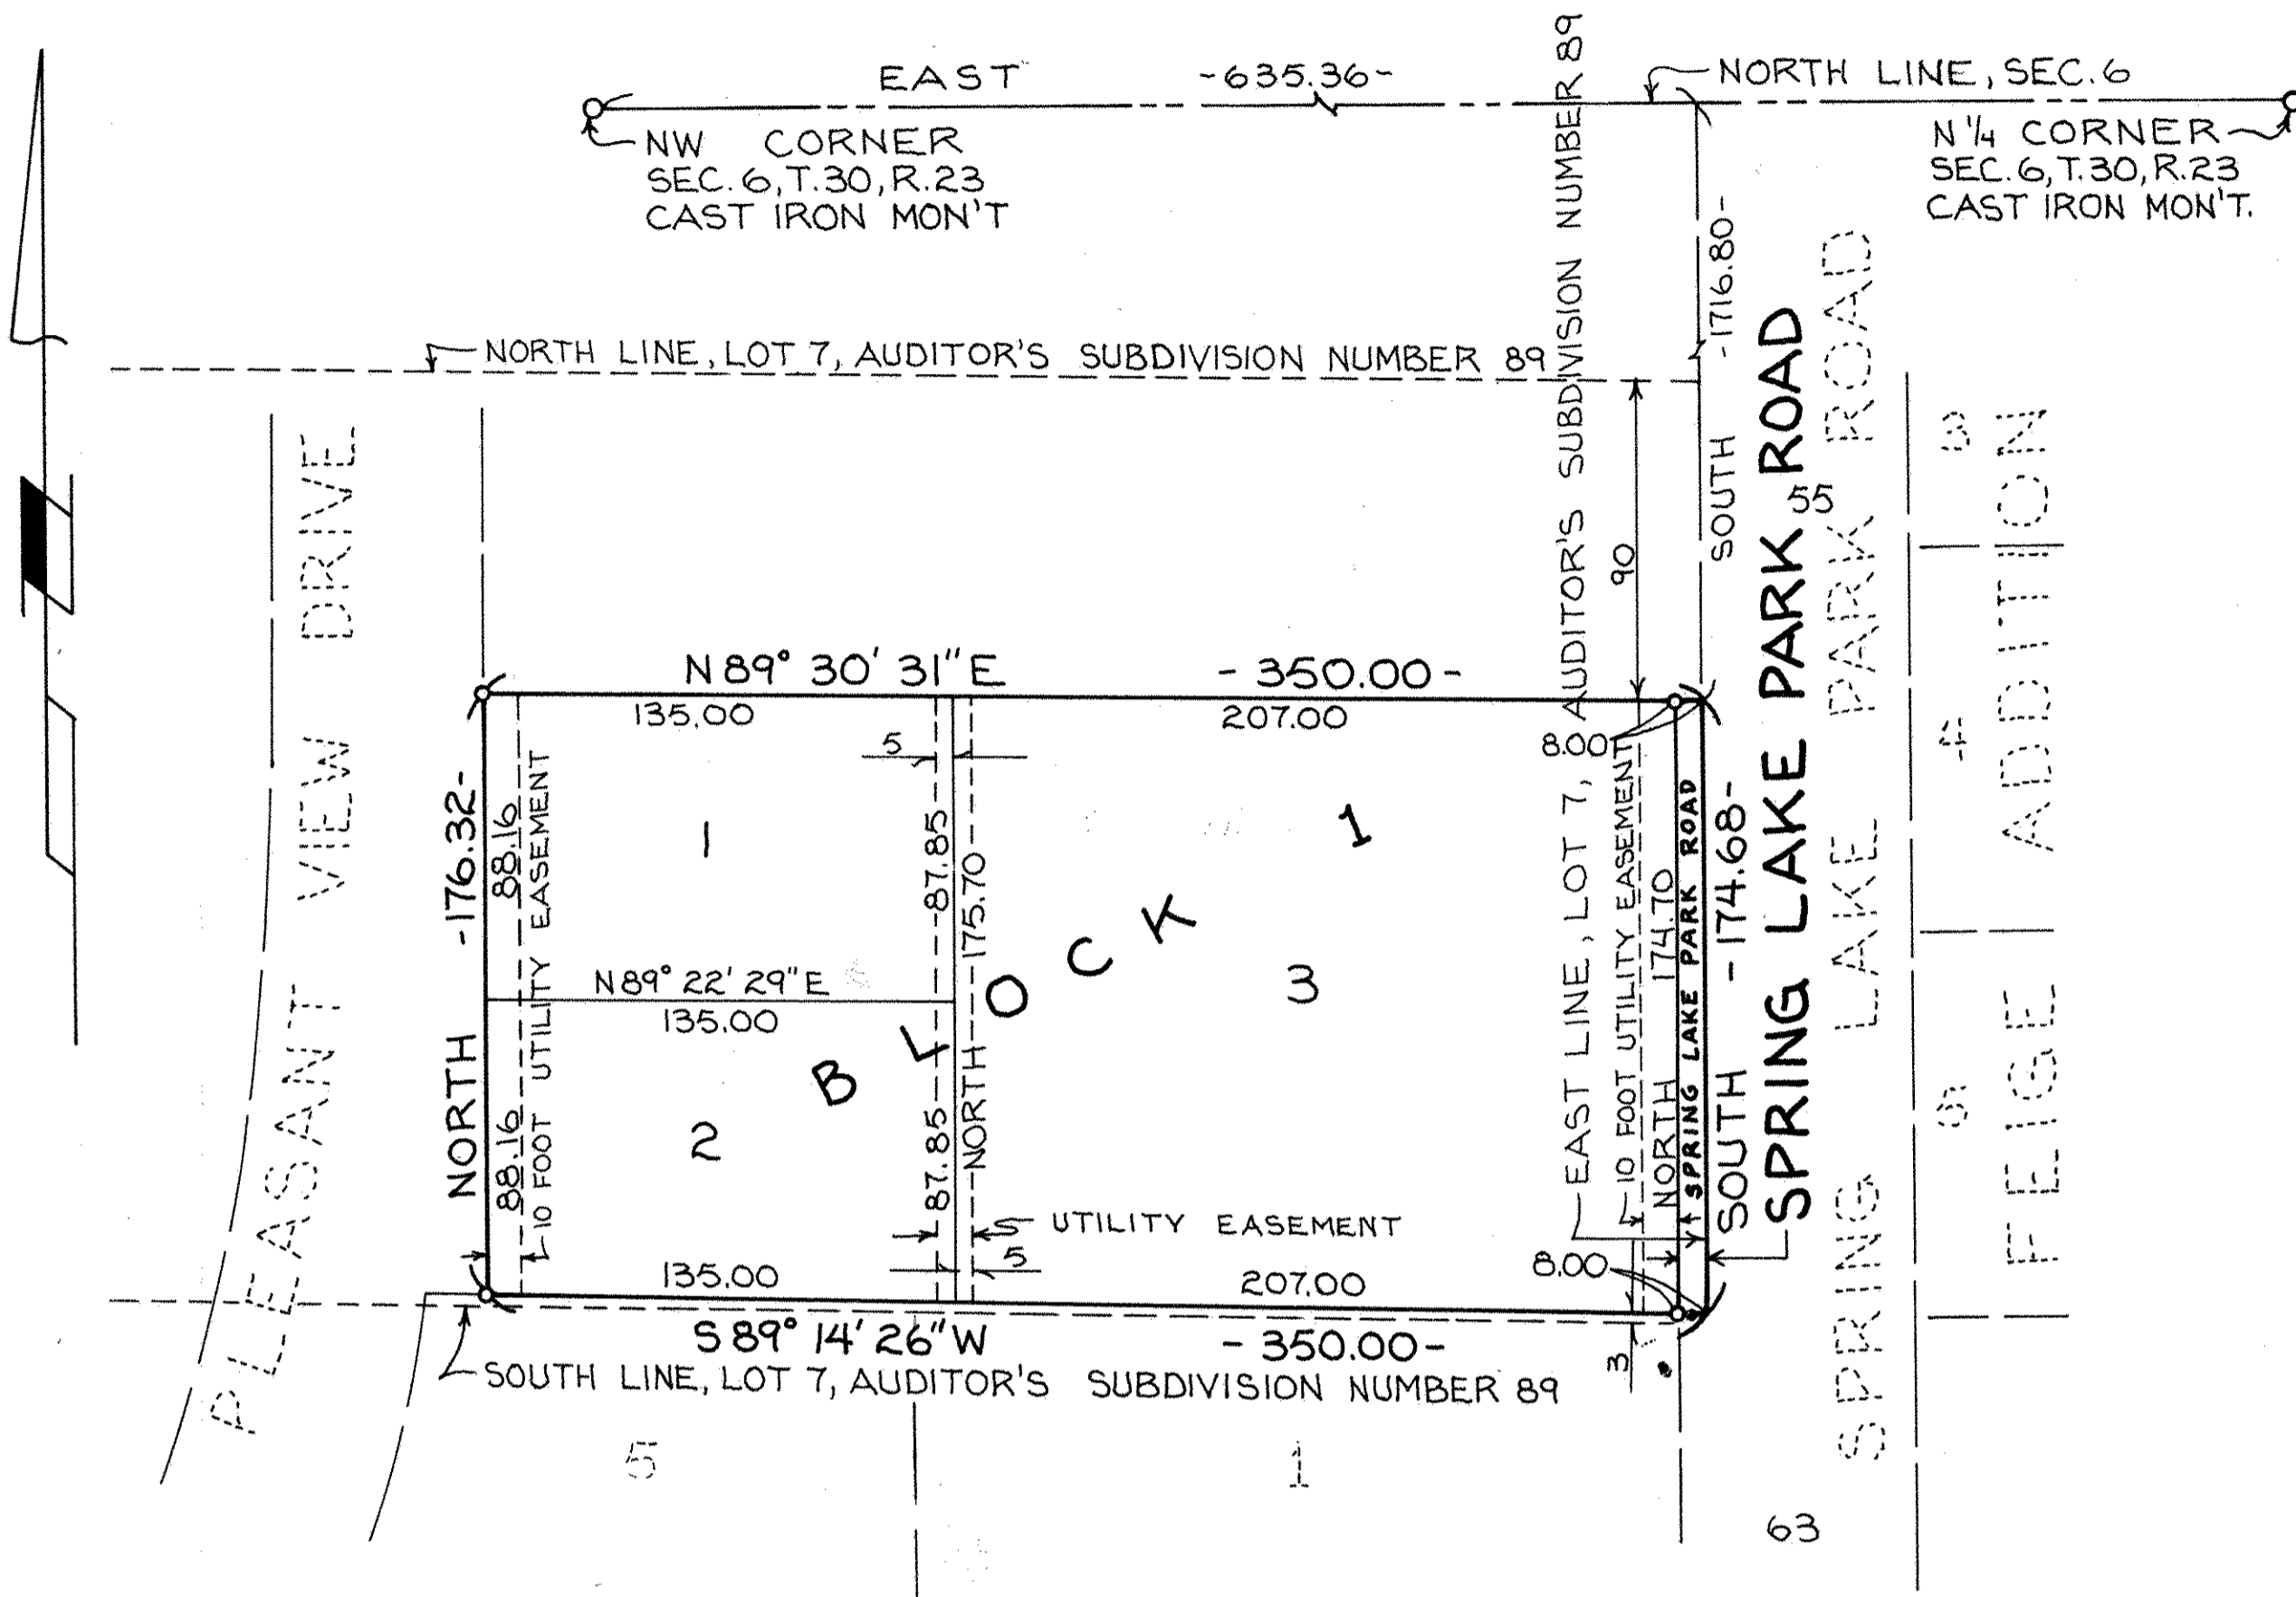 EAST -635.36-
NORTH LINE, SEC. 6
NW CORNER
SEC. 6, T.30, R.23
CAST IRON MON'T
N 1/4 CORNER
SEC. 6, T.30, R.23
CAST IRON MON'T.
NORTH LINE, LOT 7, AUDITOR'S SUBDIVISION NUMBER 89
EAST LINE, LOT 7, AUDITOR'S SUBDIVISION NUMBER 89
SOUTH -1716.80-
90
55
SPRING LAKE PARK ROAD
SPRING LAKE PARK ROAD
PLEASANT VIEW DRIVE
3
4
5
FEIGE ADDITION
N 89° 30' 31" E - 350.00 -
135.00
207.00
8.00
5
NORTH -176.32-
88.16
88.16
10 FOOT UTILITY EASEMENT
1
87.85
87.85
NORTH 175.70
BLOCK 1
N 89° 22' 29" E
135.00
2
3
10 FOOT UTILITY EASEMENT
NORTH 174.70
SPRING LAKE PARK ROAD
SOUTH -174.68-
5 UTILITY EASEMENT
5
135.00
207.00
8.00
S 89° 14' 26" W - 350.00 -
3
SOUTH LINE, LOT 7, AUDITOR'S SUBDIVISION NUMBER 89
5
1
63